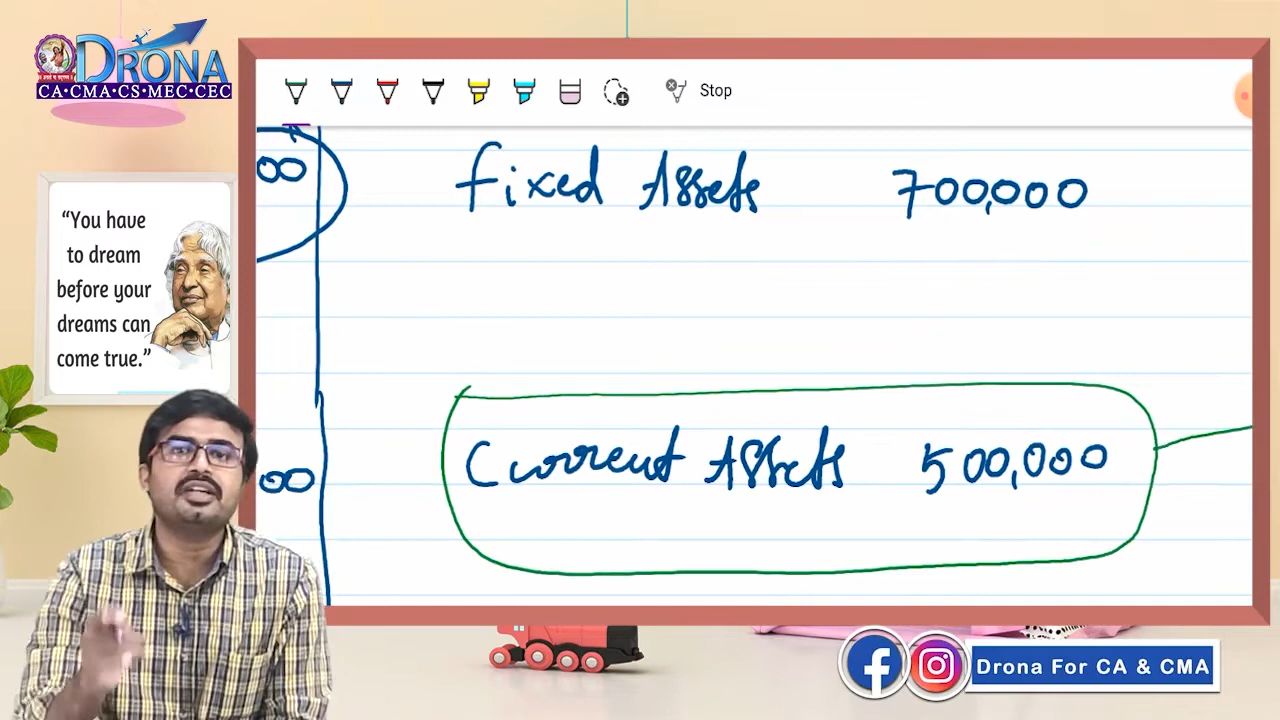 DRONA
CA•CMA•CS•MEC•CEC
"You have
to dream
before your
dreams can
come true."
Stop
00
Fixed Assets 700,000
Current Assets 500,000
00
Drona For CA & CMA